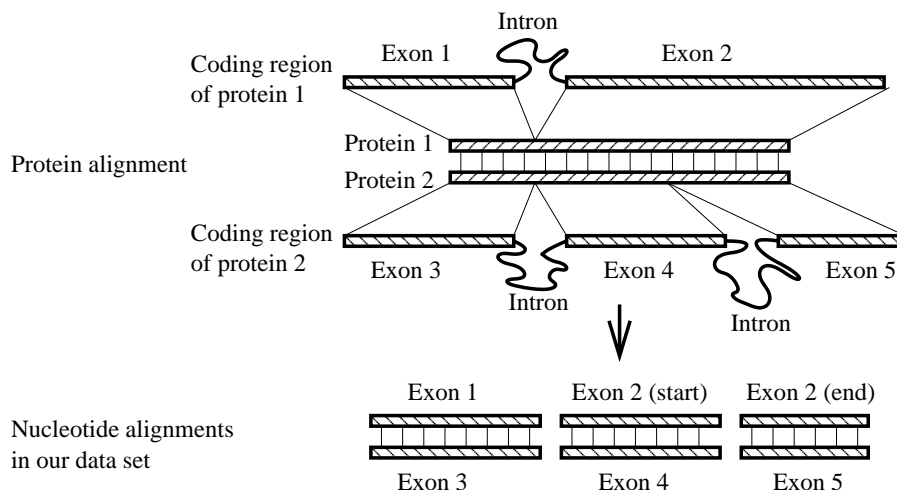 Intron
Exon 1
Exon 2
Coding region
of protein 1
Protein 1
Protein alignment
Protein 2
Coding region
of protein 2
Exon 3
Exon 4
Exon 5
Intron
Intron
Exon 1
Exon 2 (start)
Exon 2 (end)
Nucleotide alignments
in our data set
Exon 3
Exon 4
Exon 5